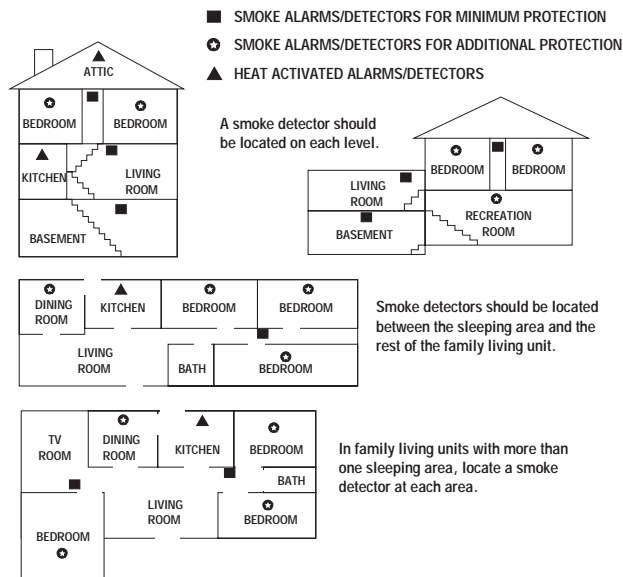 SMOKE ALARMS/DETECTORS FOR MINIMUM PROTECTION
SMOKE ALARMS/DETECTORS FOR ADDITIONAL PROTECTION
HEAT ACTIVATED ALARMS/DETECTORS
ATTIC
BEDROOM
BEDROOM
KITCHEN
LIVING
ROOM
BASEMENT
A smoke detector should
be located on each level.
BEDROOM
BEDROOM
LIVING
ROOM
RECREATION
ROOM
BASEMENT
DINING
ROOM
KITCHEN
BEDROOM
BEDROOM
LIVING
ROOM
BATH
BEDROOM
Smoke detectors should be located
between the sleeping area and the
rest of the family living unit.
TV
ROOM
DINING
ROOM
KITCHEN
BEDROOM
BATH
LIVING
ROOM
BEDROOM
BEDROOM
In family living units with more than
one sleeping area, locate a smoke
detector at each area.